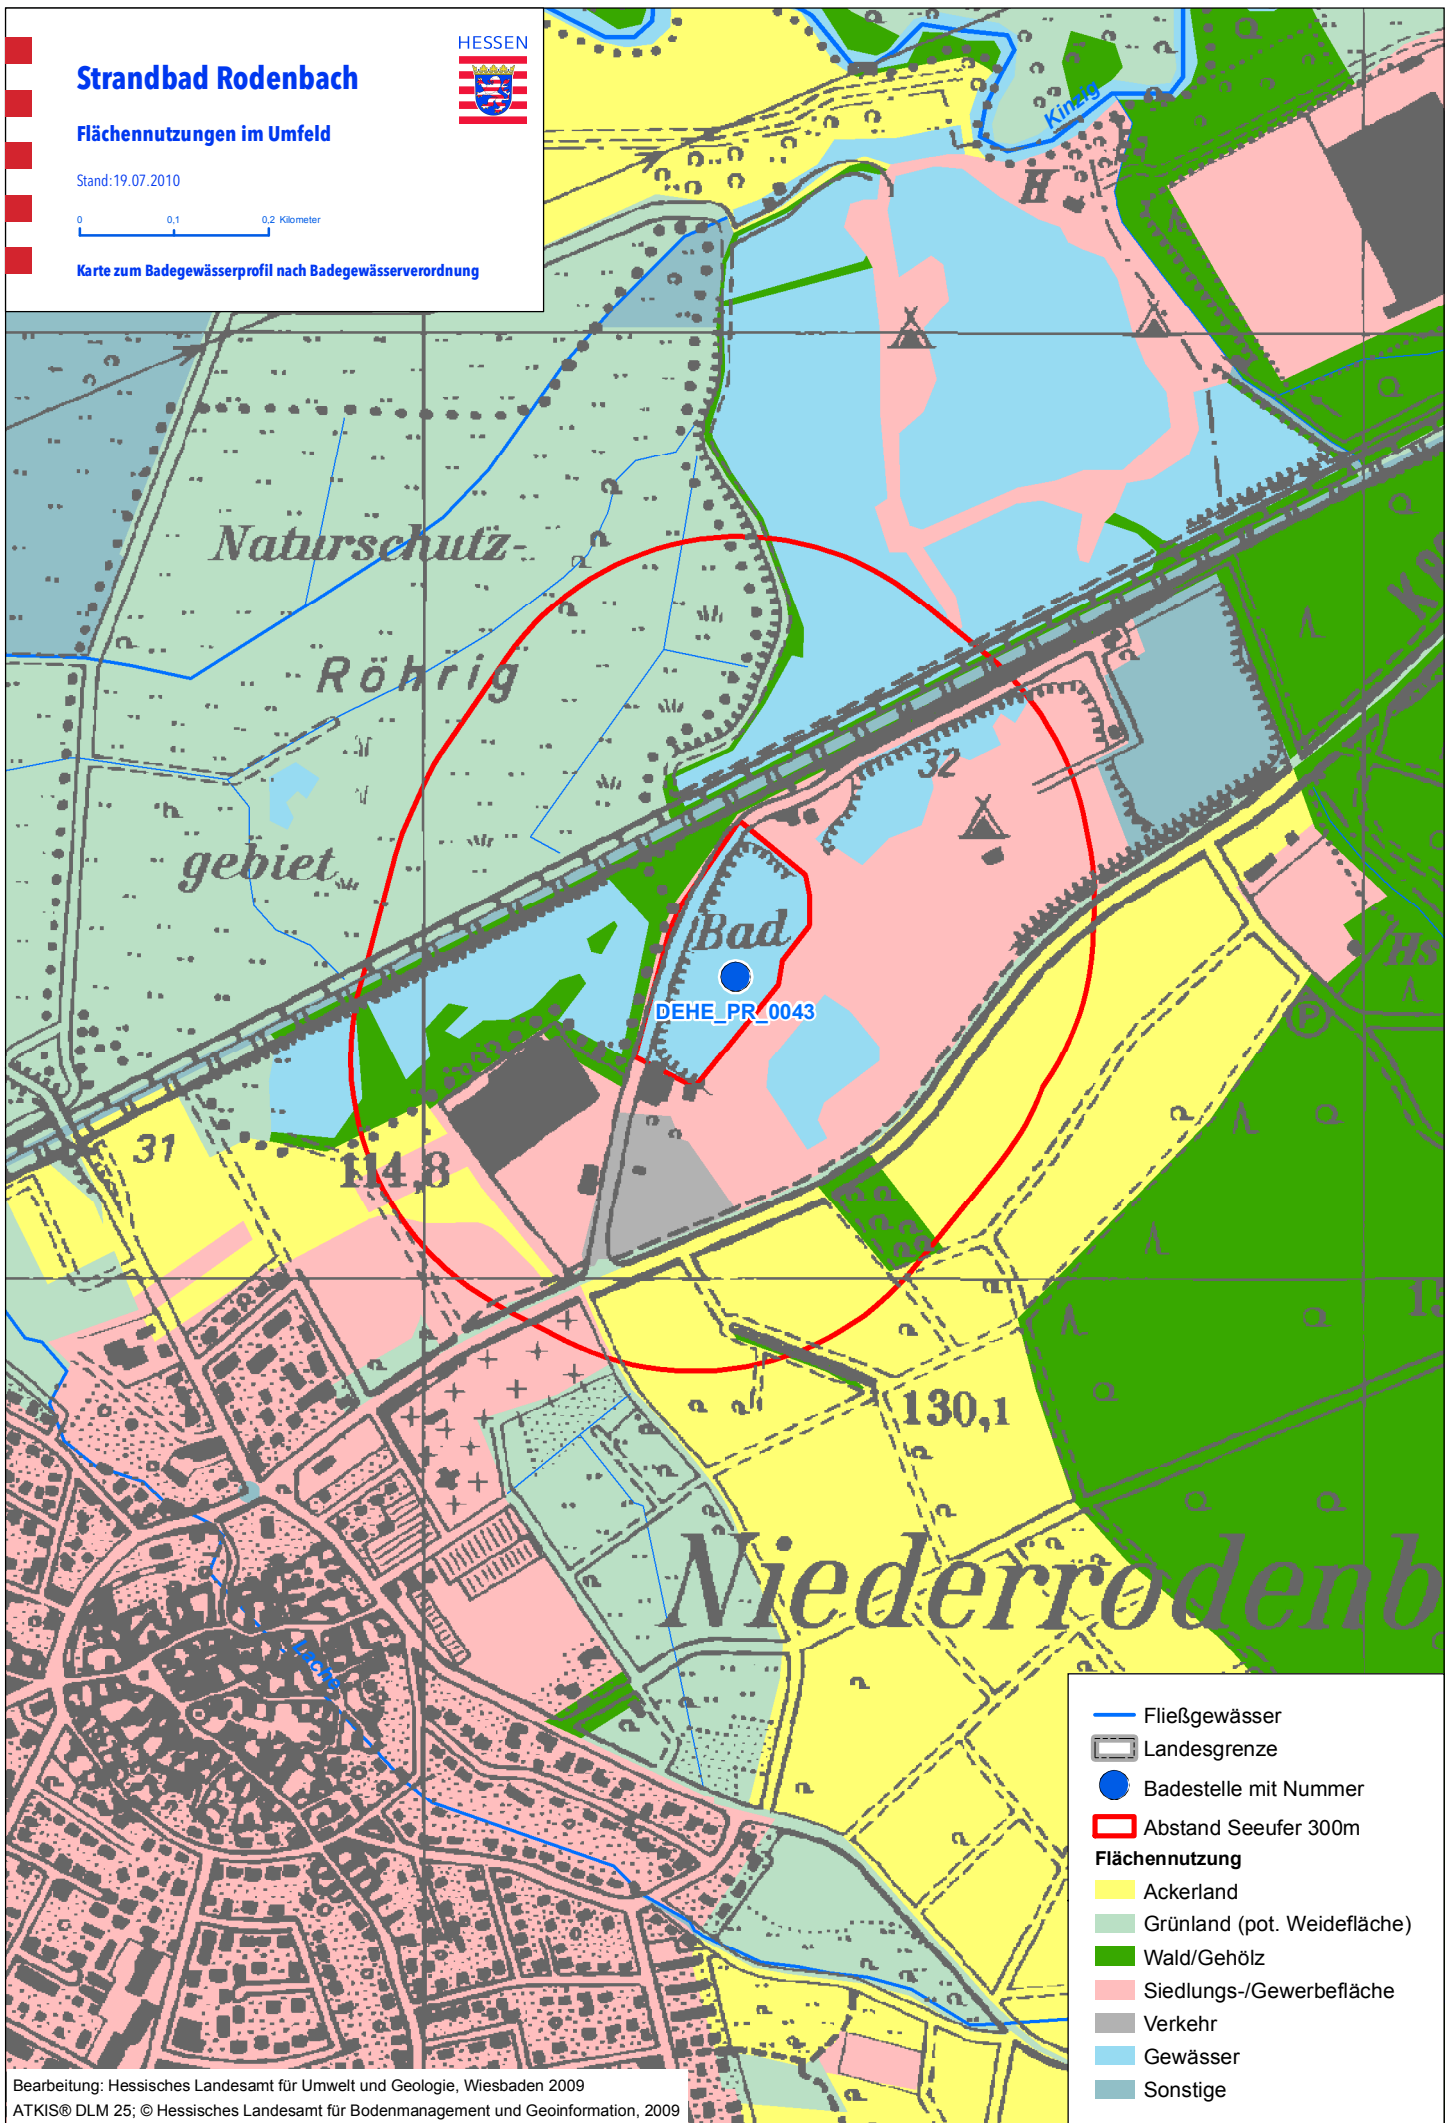 HESSEN
Strandbad Rodenbach
Flächennutzungen im Umfeld
Stand:19.07.2010
0 0,1 0,2 Kilometer
Karte zum Badegewässerprofil nach Badegewässerverordnung
Kinzig
H
Naturschutz-
Röhrig
gebiet
32
Bad
DEHE_PR_0043
Hs
P
31
114,8
15
130,1
Niederrodenb
Lache
Fließgewässer
Landesgrenze
Badestelle mit Nummer
Abstand Seeufer 300m
Flächennutzung
Ackerland
Grünland (pot. Weidefläche)
Wald/Gehölz
Siedlungs-/Gewerbefläche
Verkehr
Gewässer
Sonstige
Bearbeitung: Hessisches Landesamt für Umwelt und Geologie, Wiesbaden 2009
ATKIS® DLM 25; © Hessisches Landesamt für Bodenmanagement und Geoinformation, 2009